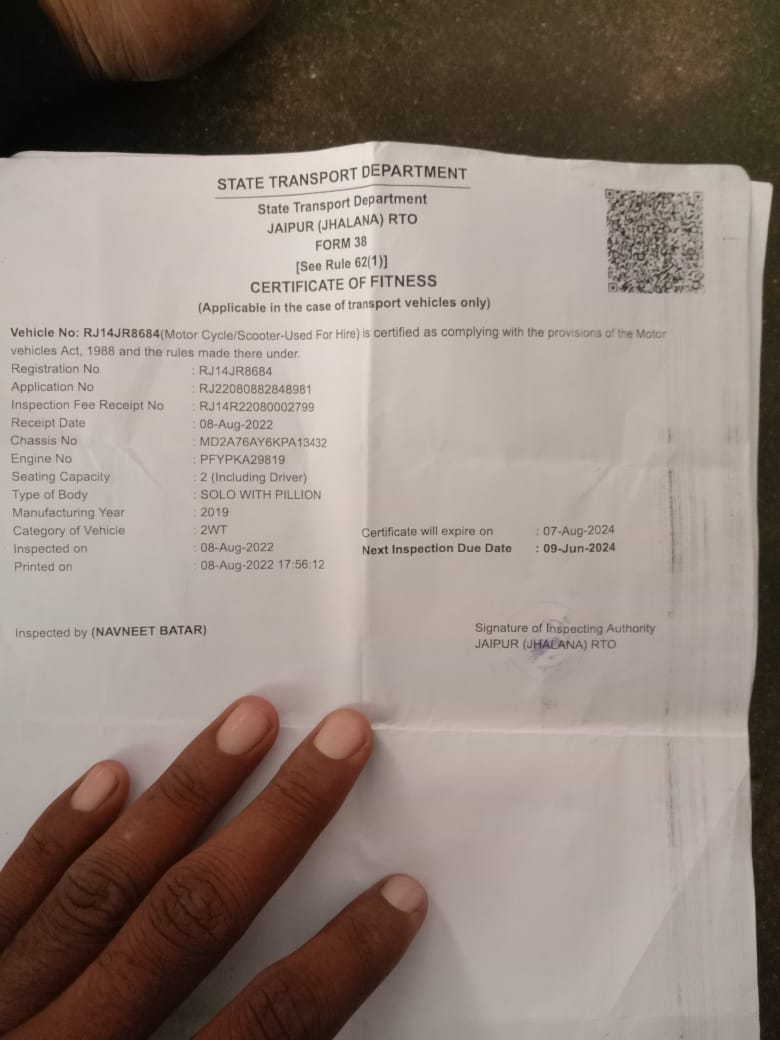 STATE TRANSPORT DEPARTMENT
State Transport Department
JAIPUR (JHALANA) RTO
FORM 38
[See Rule 62(1)]
CERTIFICATE OF FITNESS
(Applicable in the case of transport vehicles only)
Vehicle No: RJ14JR8684(Motor Cycle/Scooter-Used For Hire) is certified as complying with the provisions of the Motor
vehicles Act, 1988 and the rules made there under.
Registration No : RJ14JR8684
Application No : RJ22080882848981
Inspection Fee Receipt No : RJ14R22080002799
Receipt Date : 08-Aug-2022
Chassis No : MD2A76AY6KPA13432
Engine No : PFYPKA29819
Seating Capacity : 2 (Including Driver)
Type of Body : SOLO WITH PILLION
Manufacturing Year : 2019
Category of Vehicle : 2WT Certificate will expire on : 07-Aug-2024
Inspected on : 08-Aug-2022 Next Inspection Due Date : 09-Jun-2024
Printed on : 08-Aug-2022 17:56:12
Inspected by (NAVNEET BATAR) Signature of Inspecting Authority
JAIPUR (JHALANA) RTO